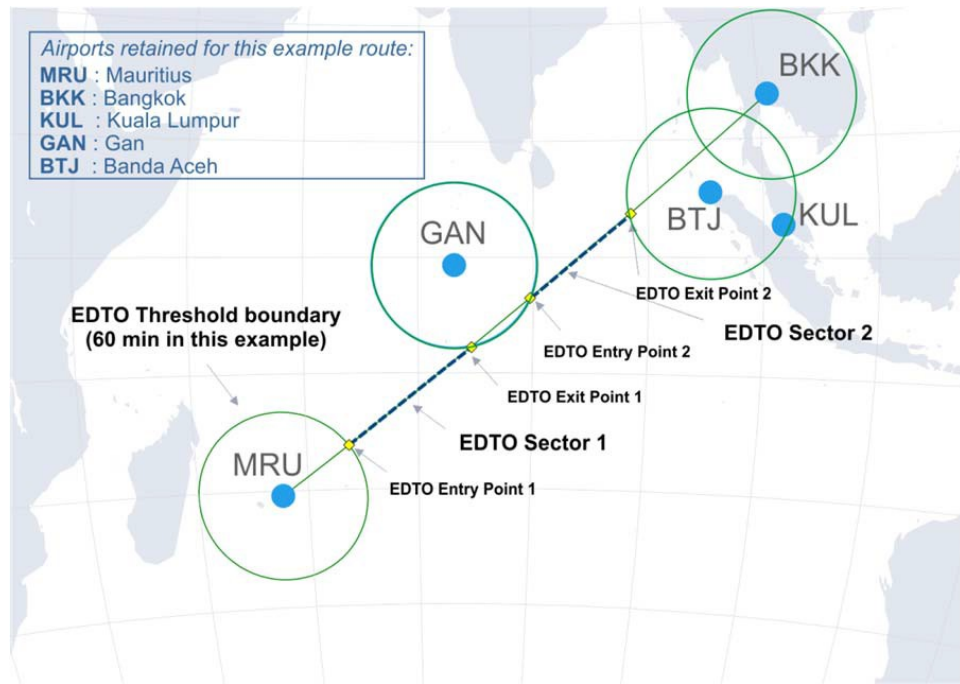 Airports retained for this example route:
MRU : Mauritius
BKK : Bangkok
KUL : Kuala Lumpur
GAN : Gan
BTJ : Banda Aceh
BKK
GAN
BTJ
KUL
EDTO Exit Point 2
EDTO Threshold boundary
(60 min in this example)
EDTO Sector 2
EDTO Entry Point 2
EDTO Exit Point 1
EDTO Sector 1
MRU
EDTO Entry Point 1